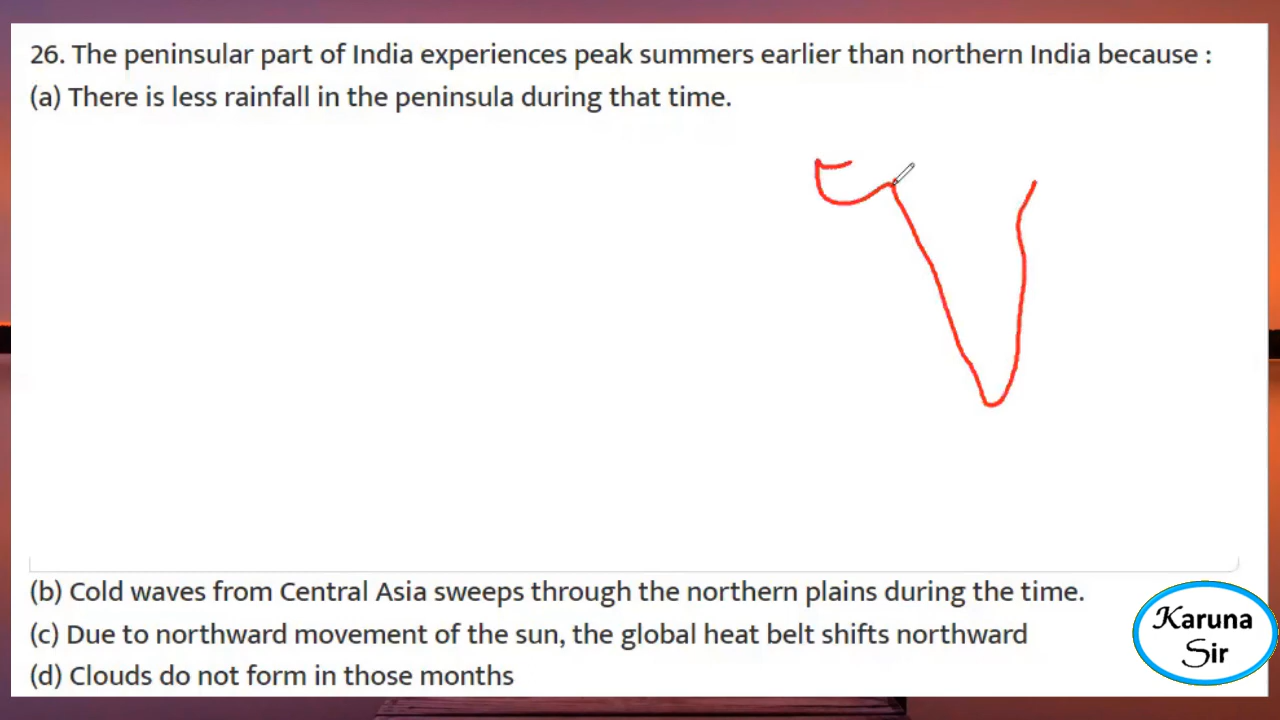 26. The peninsular part of India experiences peak summers earlier than northern India because :
(a) There is less rainfall in the peninsula during that time.
(b) Cold waves from Central Asia sweeps through the northern plains during the time.
(c) Due to northward movement of the sun, the global heat belt shifts northward
(d) Clouds do not form in those months
Karuna
Sir